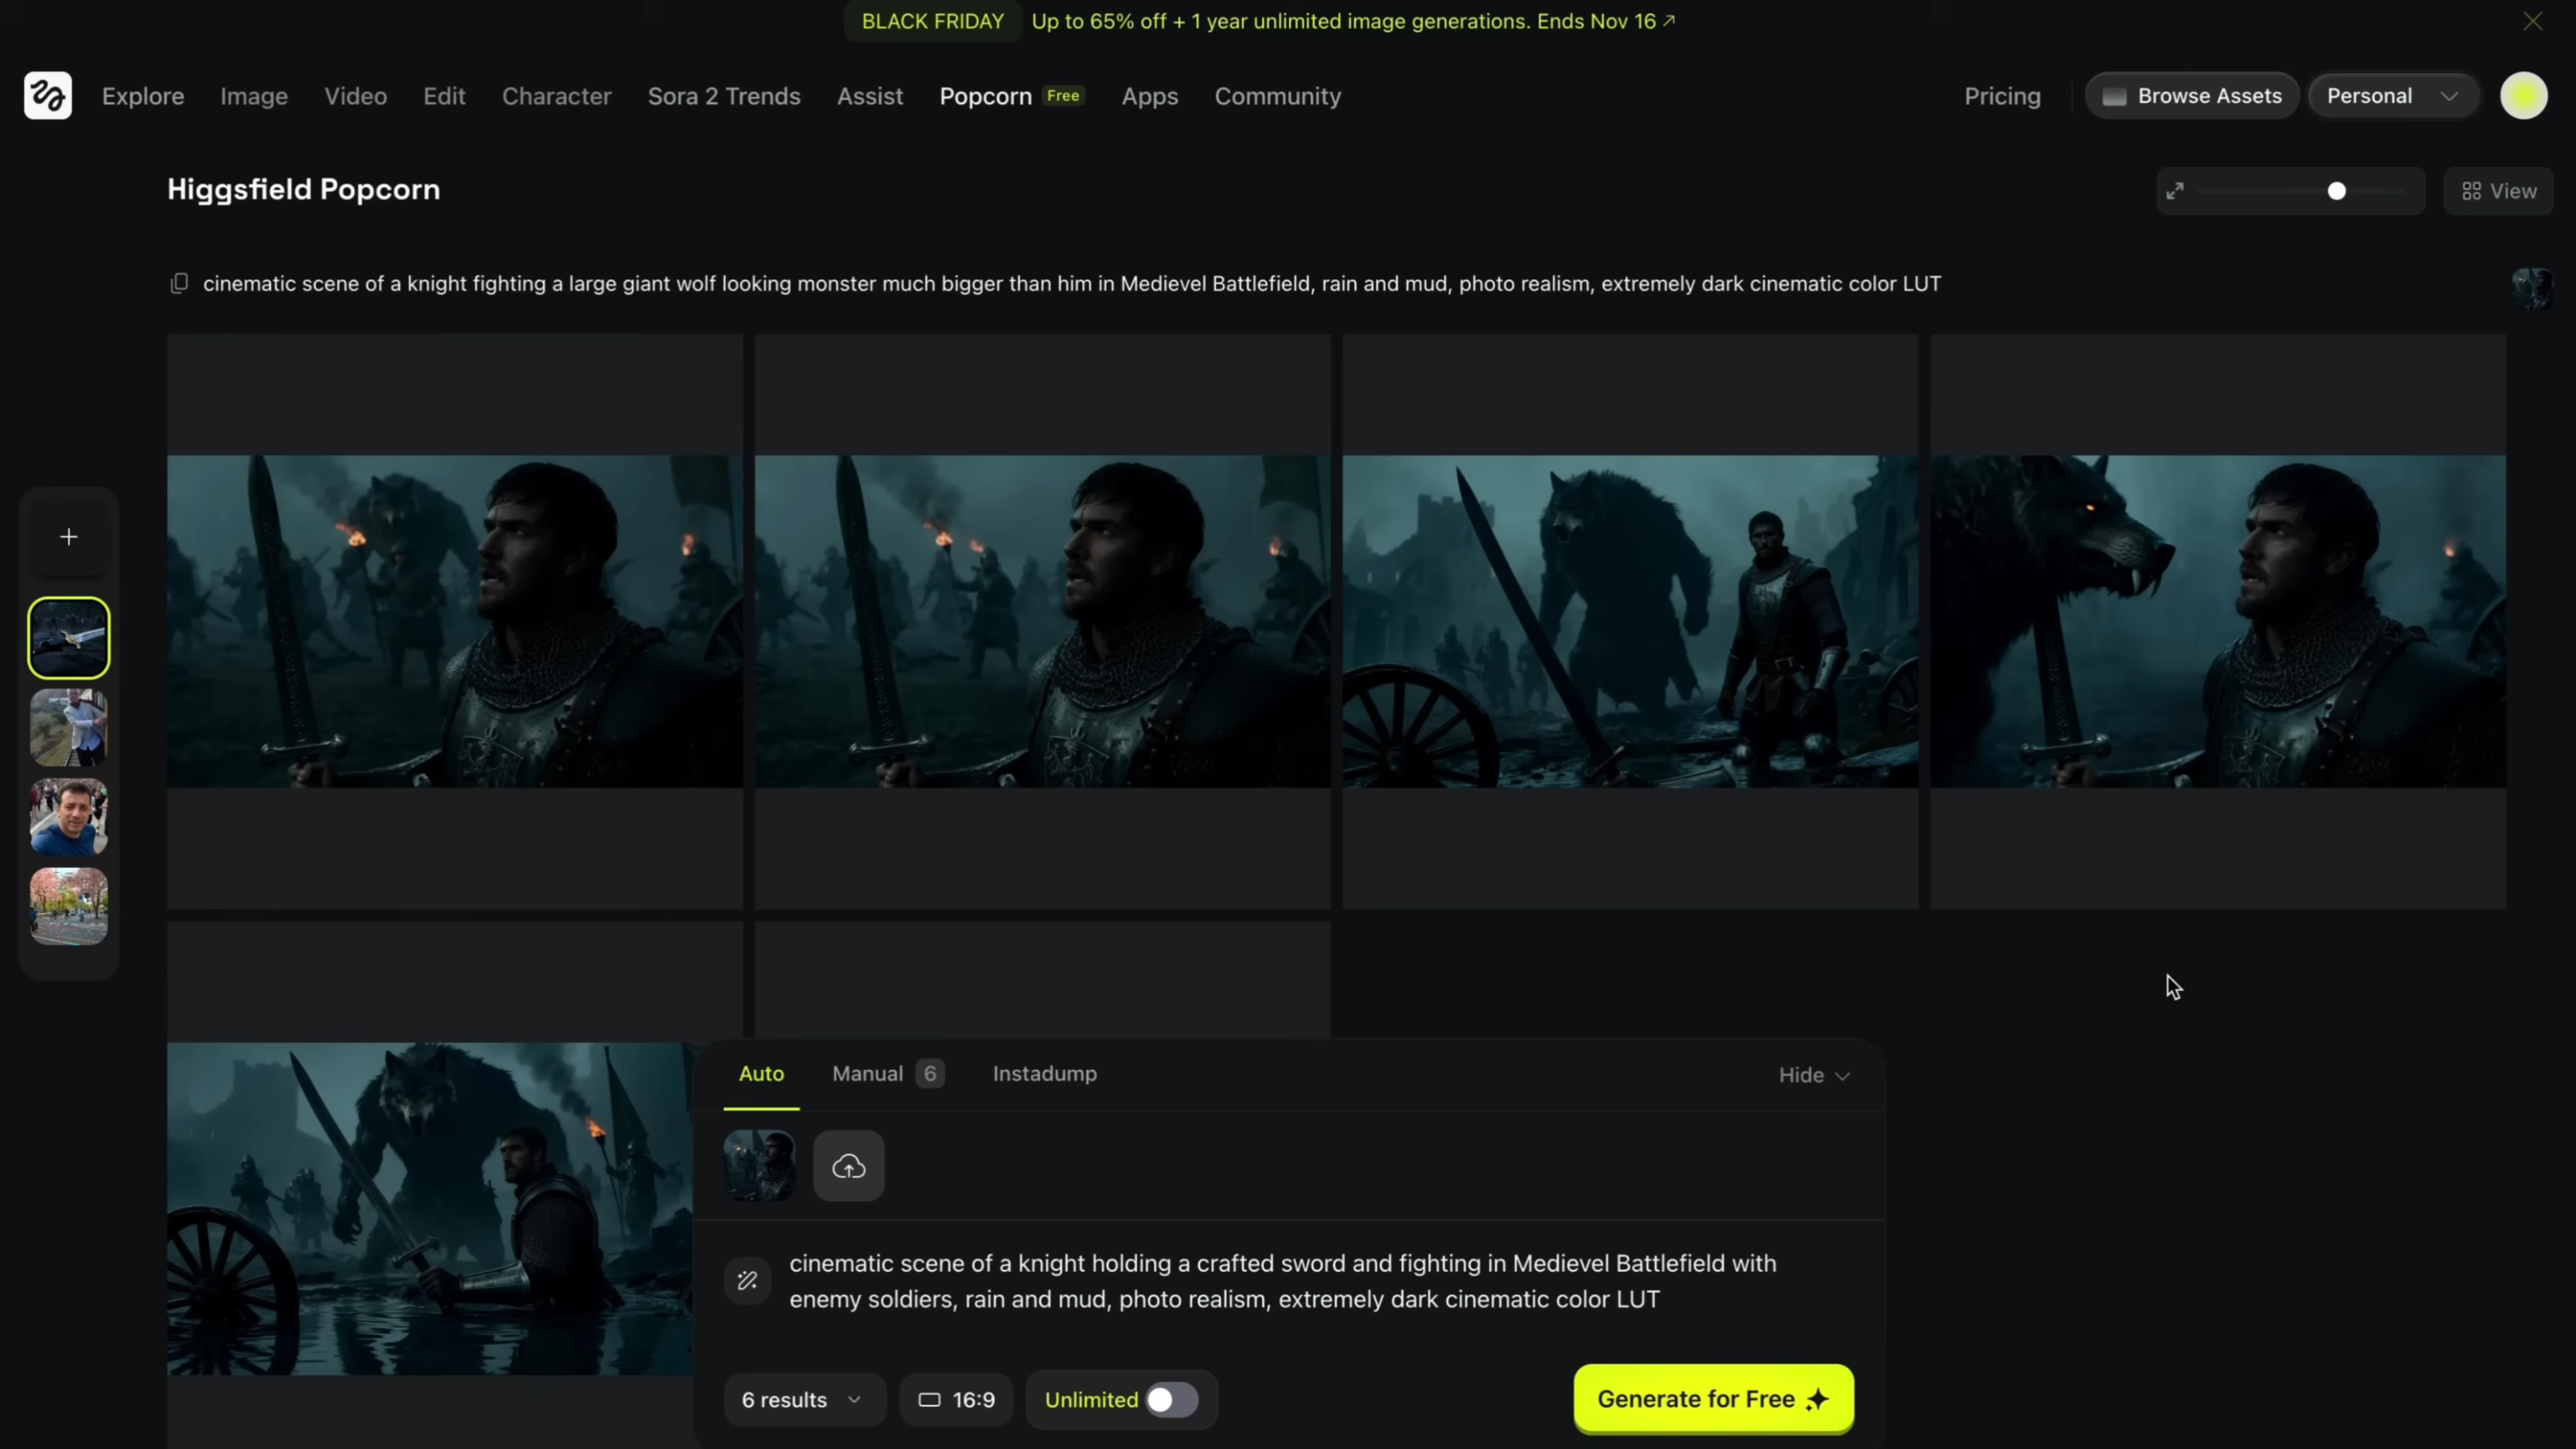 BLACK FRIDAY Up to 65% off + 1 year unlimited image generations. Ends Nov 16
Explore Image Video Edit Character Sora 2 Trends Assist Popcorn Free Apps Community Pricing Browse Assets Personal
Higgsfield Popcorn
View
cinematic scene of a knight fighting a large giant wolf looking monster much bigger than him in Medievel Battlefield, rain and mud, photo realism, extremely dark cinematic color LUT
Auto Manual 6 Instadump Hide
cinematic scene of a knight holding a crafted sword and fighting in Medievel Battlefield with
enemy soldiers, rain and mud, photo realism, extremely dark cinematic color LUT
6 results 16:9 Unlimited Generate for Free